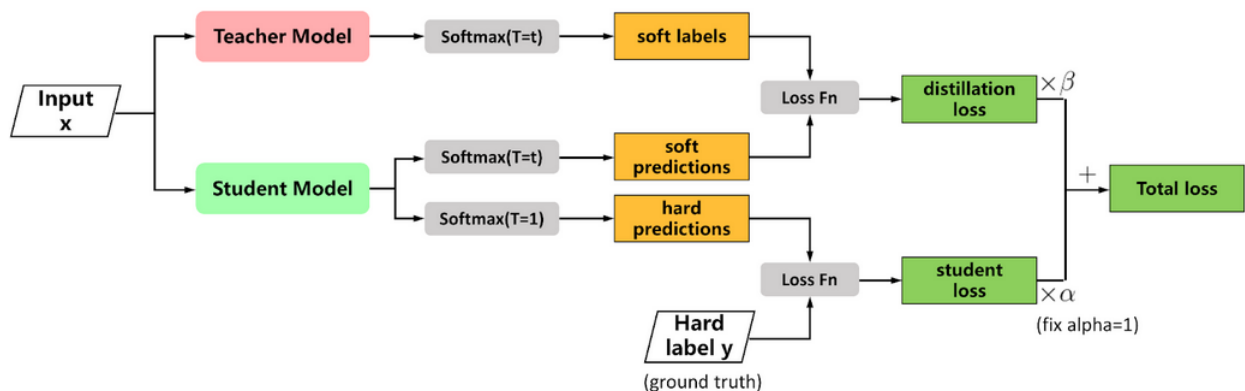 Teacher Model
Softmax(T=t)
soft labels
Input
x
Loss Fn
distillation
loss
×β
Student Model
Softmax(T=t)
soft
predictions
+
Total loss
Softmax(T=1)
hard
predictions
Loss Fn
student
loss
×α
(fix alpha=1)
Hard
label y
(ground truth)